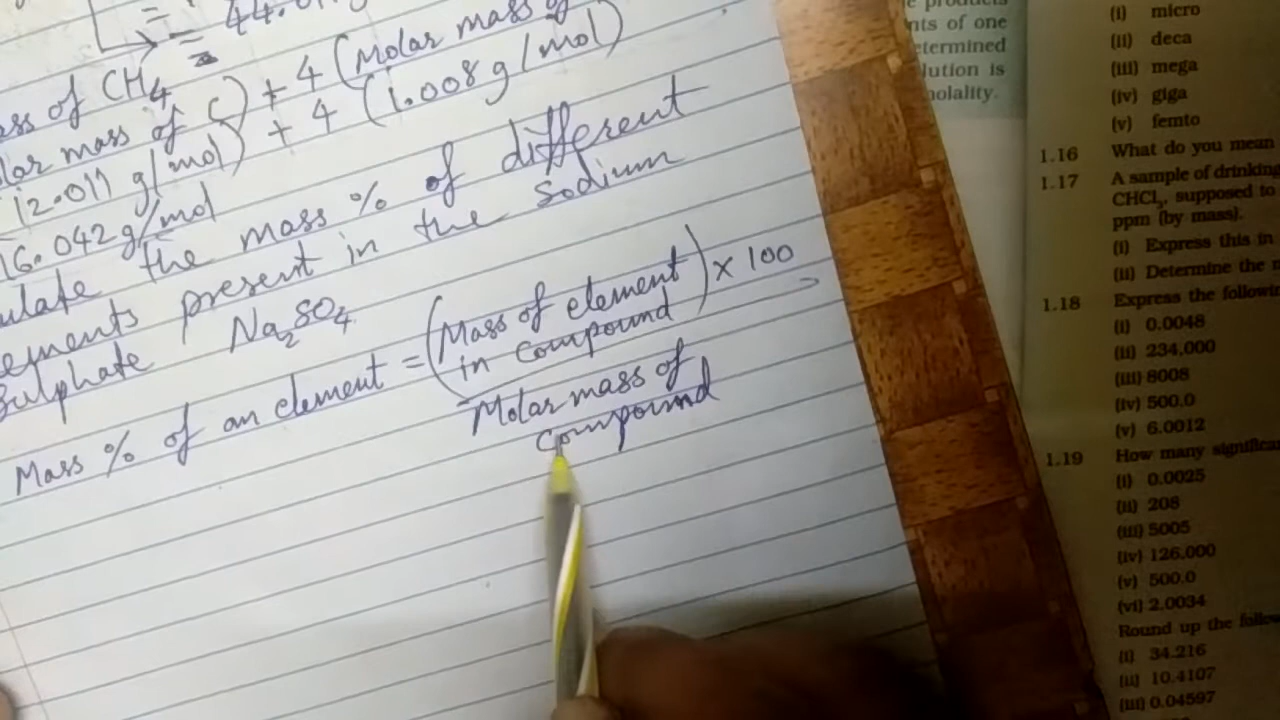 = 44.01
ass of CH4
lar mass of C) + 4 (Molar mass of
12.011 g/mol) + 4 (1.008 g/mol)
16.042 g/mol
ulate the mass % of different
ements present in the sodium
Sulphate Na2SO4
Mass % of an element = (Mass of element in compound) × 100
Molar mass of
compound
e products
nts of one
etermined
lution is
nolality.
(i) micro
(ii) deca
(iii) mega
(iv) giga
(v) femto
1.16 What do you mean
1.17 A sample of drinking
CHCl3, supposed to
ppm (by mass).
(i) Express this in
(ii) Determine the
1.18 Express the followin
(i) 0.0048
(ii) 234,000
(iii) 8008
(iv) 500.0
(v) 6.0012
1.19 How many significa
(i) 0.0025
(ii) 208
(iii) 5005
(iv) 126,000
(v) 500.0
(vi) 2.0034
Round up the follow
(i) 34.216
(ii) 10.4107
(iii) 0.04597